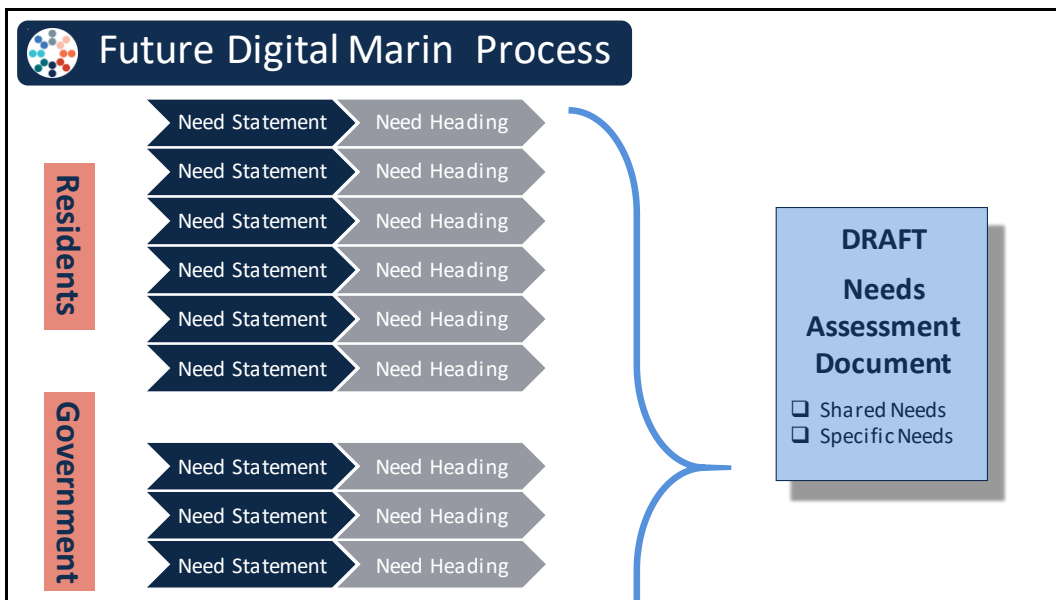 Future Digital Marin Process
Residents
Need Statement Need Heading
Need Statement Need Heading
Need Statement Need Heading
Need Statement Need Heading
Need Statement Need Heading
Need Statement Need Heading
Government
Need Statement Need Heading
Need Statement Need Heading
Need Statement Need Heading
DRAFT
Needs
Assessment
Document
❑ Shared Needs
❑ Specific Needs